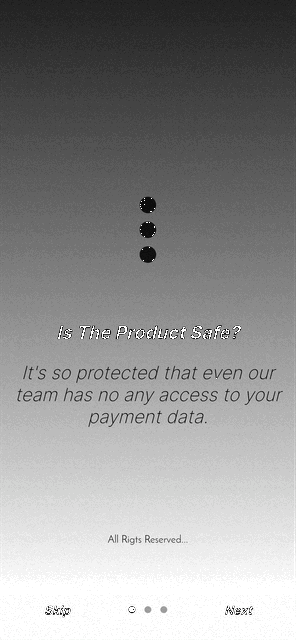 Is The Product Safe?
It's so protected that even our
team has no any access to your
payment data.
All Rigts Reserved...
Skip
Next